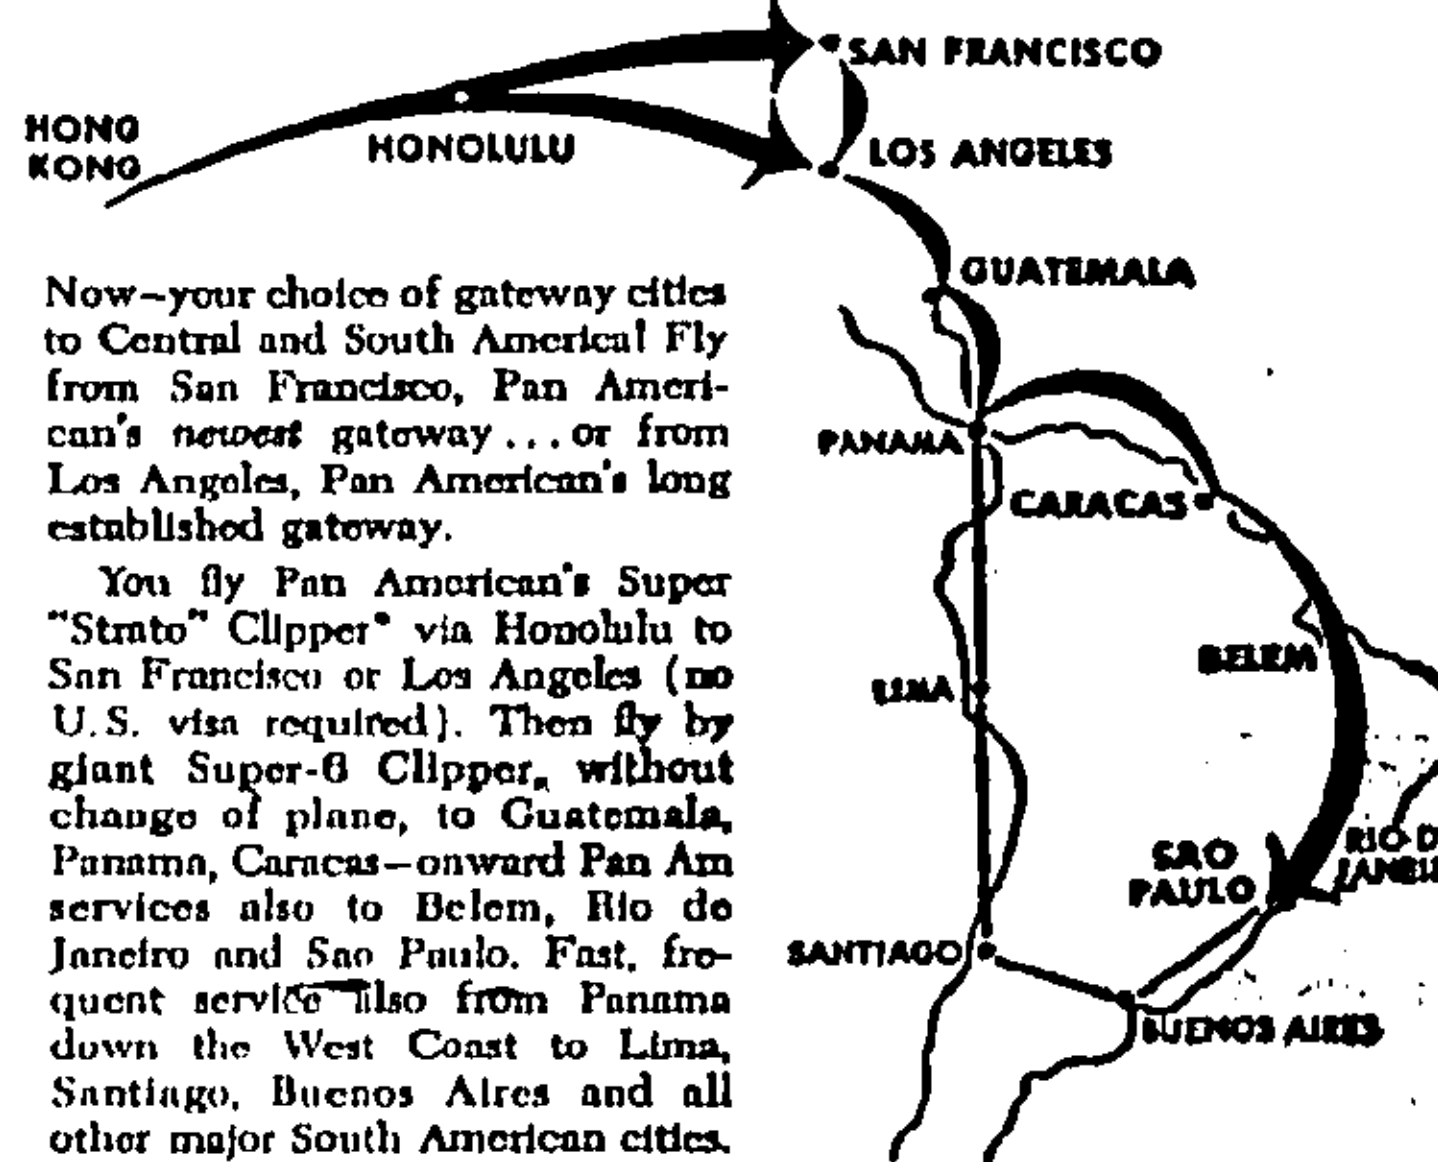 SAN FRANCISCO
HONG
KONG
HONOLULU
LOS ANGELES
GUATEMALA
PANAMA
CARACAS
BELEM
LIMA
SAO
PAULO
RIO D
JANEI
SANTIAGO
BUENOS AIRES
Now–your choice of gateway cities
to Central and South America! Fly
from San Francisco, Pan Ameri-
can's newest gateway...or from
Los Angeles, Pan American's long
established gateway.
You fly Pan American's Super
"Strato" Clipper* via Honolulu to
San Francisco or Los Angeles (no
U.S. visa required). Then fly by
giant Super-6 Clipper, without
change of plane, to Guatemala,
Panama, Caracas–onward Pan Am
services also to Belem, Rio de
Janeiro and Sao Paulo. Fast, fre-
quent service also from Panama
down the West Coast to Lima,
Santiago, Buenos Aires and all
other major South American cities.